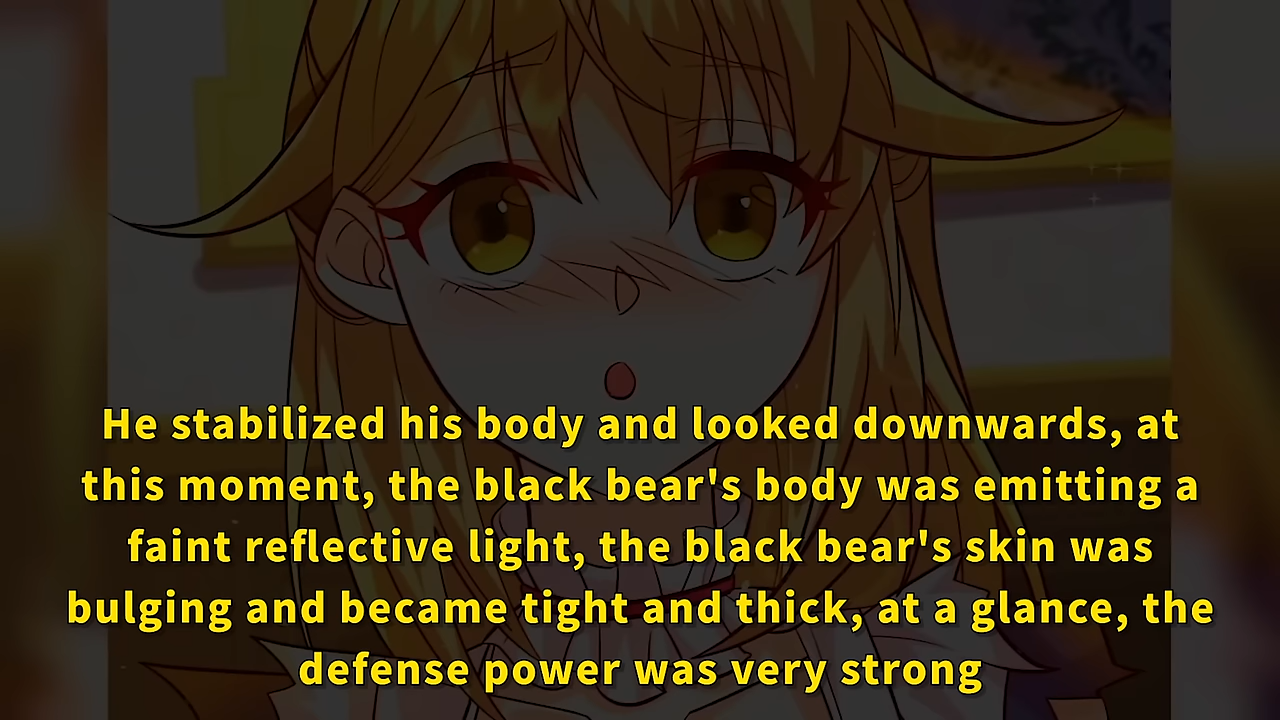 He stabilized his body and looked downwards, at
this moment, the black bear's body was emitting a
faint reflective light, the black bear's skin was
bulging and became tight and thick, at a glance, the
defense power was very strong